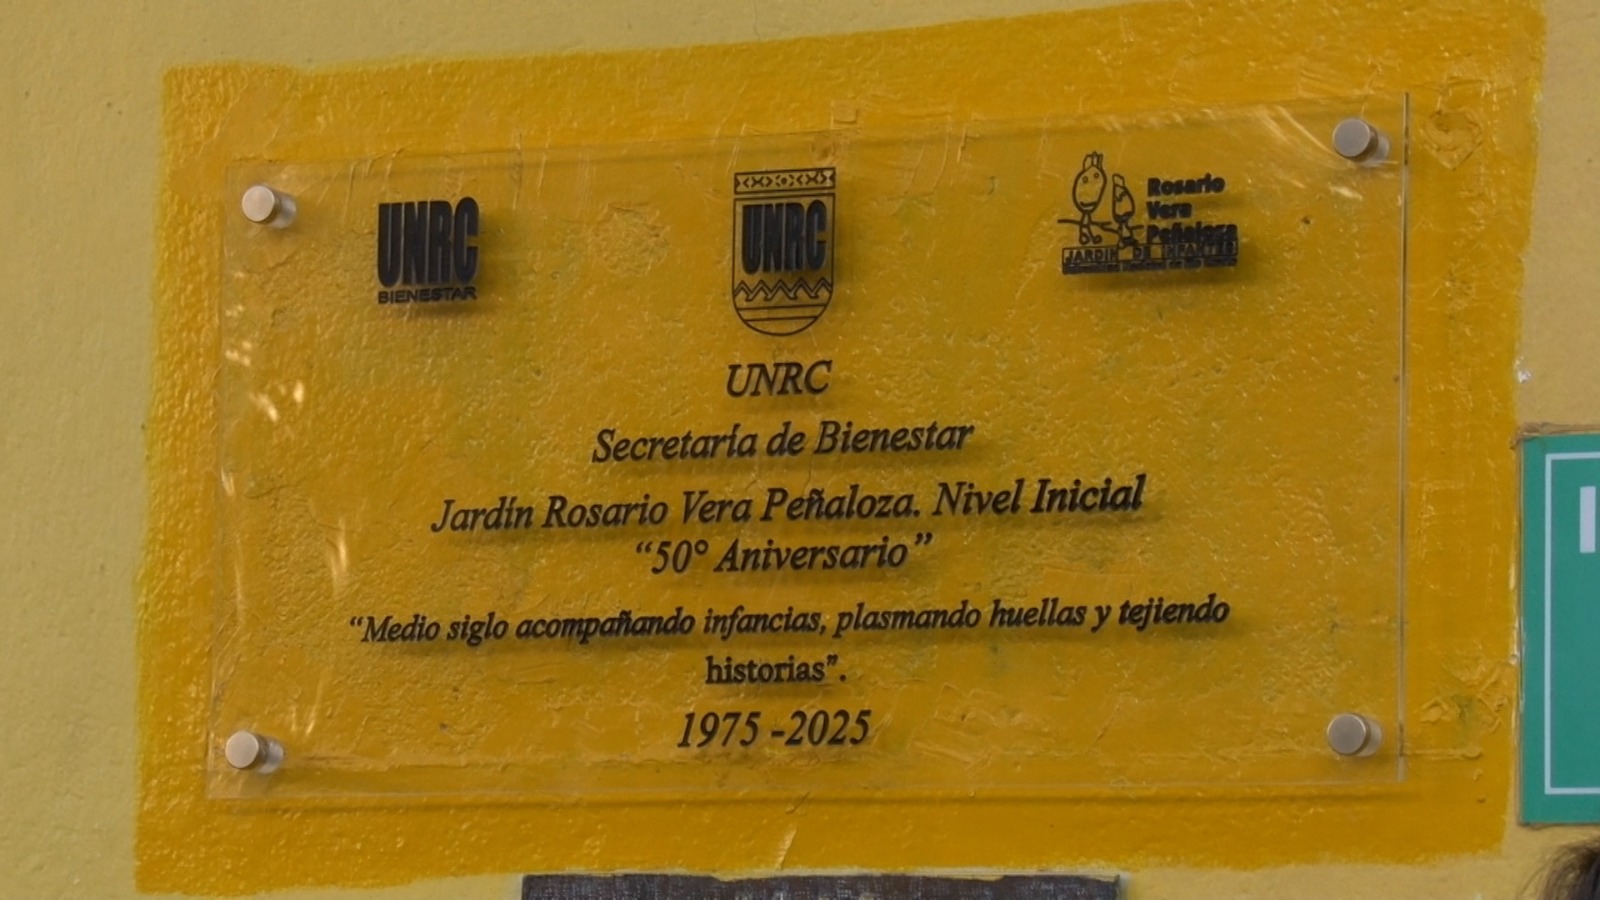 UNRC
BIENESTAR
UNRC
Rosario
Vera
Peñaloza
JARDIN DE INFANTES
UNRC
Secretaría de Bienestar
Jardín Rosario Vera Peñaloza. Nivel Inicial
“50° Aniversario”
“Medio siglo acompañando infancias, plasmando huellas y tejiendo
historias”.
1975 -2025